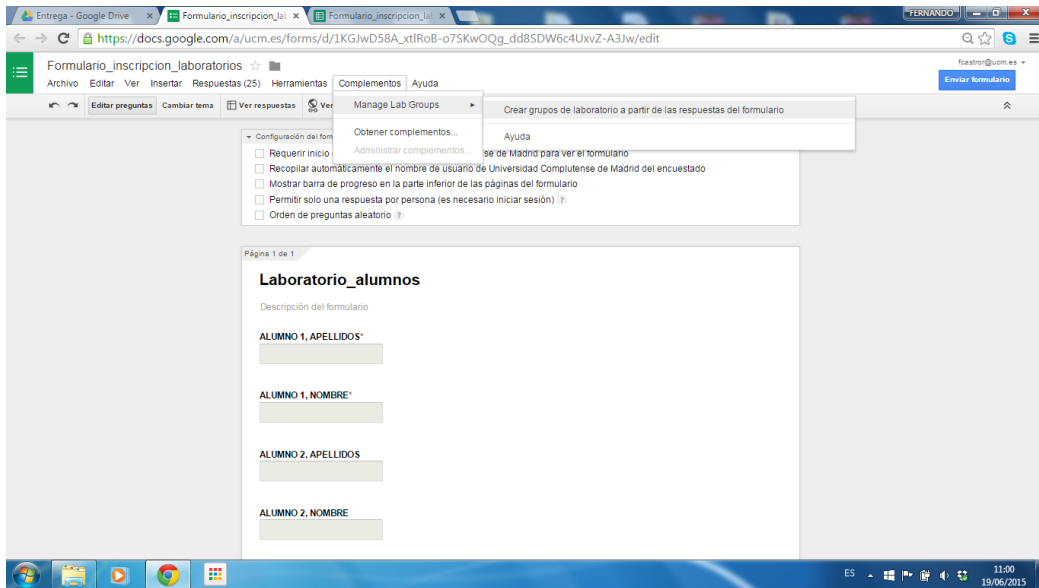 Entrega - Google Drive
Formulario_inscripcion_lal
Formulario_inscripcion_lal
FERNANDO
https://docs.google.com/a/ucm.es/forms/d/1KGJwD58A_xtlRoB-o7SKwOQg_dd8SDW6c4UxvZ-A3Jw/edit
Formulario_inscripcion_laboratorios
fcastror@ucm.es
Archivo Editar Ver Insertar Respuestas (25) Herramientas Complementos Ayuda
Enviar formulario
Editar preguntas Cambiar tema Ver respuestas Ver
Manage Lab Groups
Crear grupos de laboratorio a partir de las respuestas del formulario
Obtener complementos...
Ayuda
Administrar complementos...
Configuración del form
Requerir inicio
se de Madrid para ver el formulario
Recopilar automáticamente el nombre de usuario de Universidad Complutense de Madrid del encuestado
Mostrar barra de progreso en la parte inferior de las páginas del formulario
Permitir solo una respuesta por persona (es necesario iniciar sesión) ?
Orden de preguntas aleatorio ?
Página 1 de 1
Laboratorio_alumnos
Descripción del formulario
ALUMNO 1, APELLIDOS*
ALUMNO 1, NOMBRE*
ALUMNO 2, APELLIDOS
ALUMNO 2, NOMBRE
ES
11:00
19/06/2015